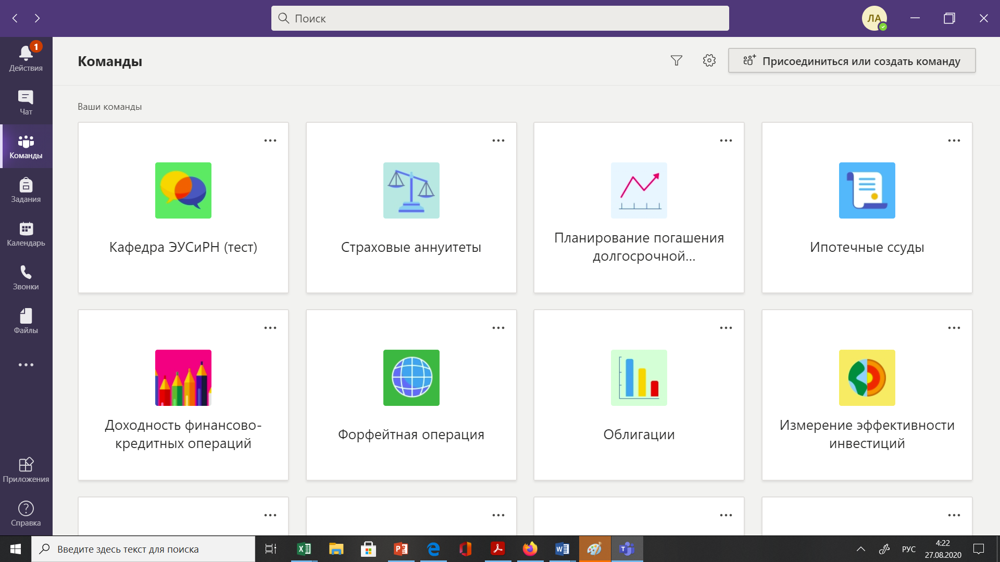 Поиск
ЛА
1
Действия
Чат
Команды
Задания
Календарь
Звонки
Файлы
Приложения
Справка
Команды
Присоединиться или создать команду
Ваши команды
Кафедра ЭУСиРН (тест)
Страховые аннуитеты
Планирование погашения
долгосрочной...
Ипотечные ссуды
Доходность финансово-
кредитных операций
Форфейтная операция
Облигации
Измерение эффективности
инвестиций
Введите здесь текст для поиска
РУС
4:22
27.08.2020